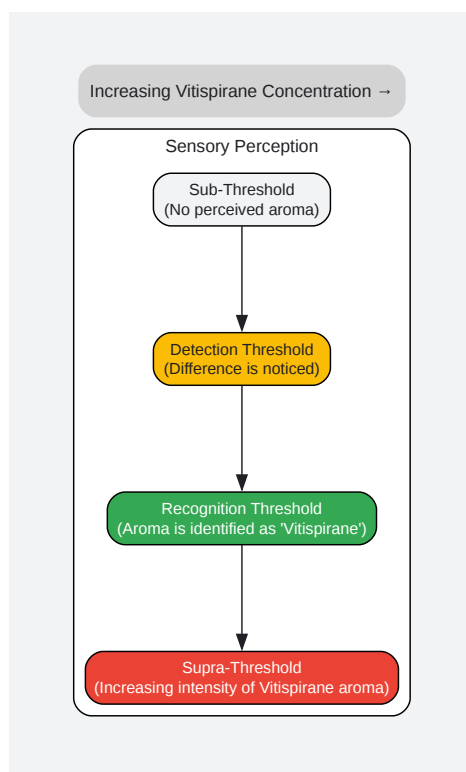 Increasing Vitispirane Concentration →
Sensory Perception
Sub-Threshold
(No perceived aroma)
Detection Threshold
(Difference is noticed)
Recognition Threshold
(Aroma is identified as 'Vitispirane')
Supra-Threshold
(Increasing intensity of Vitispirane aroma)